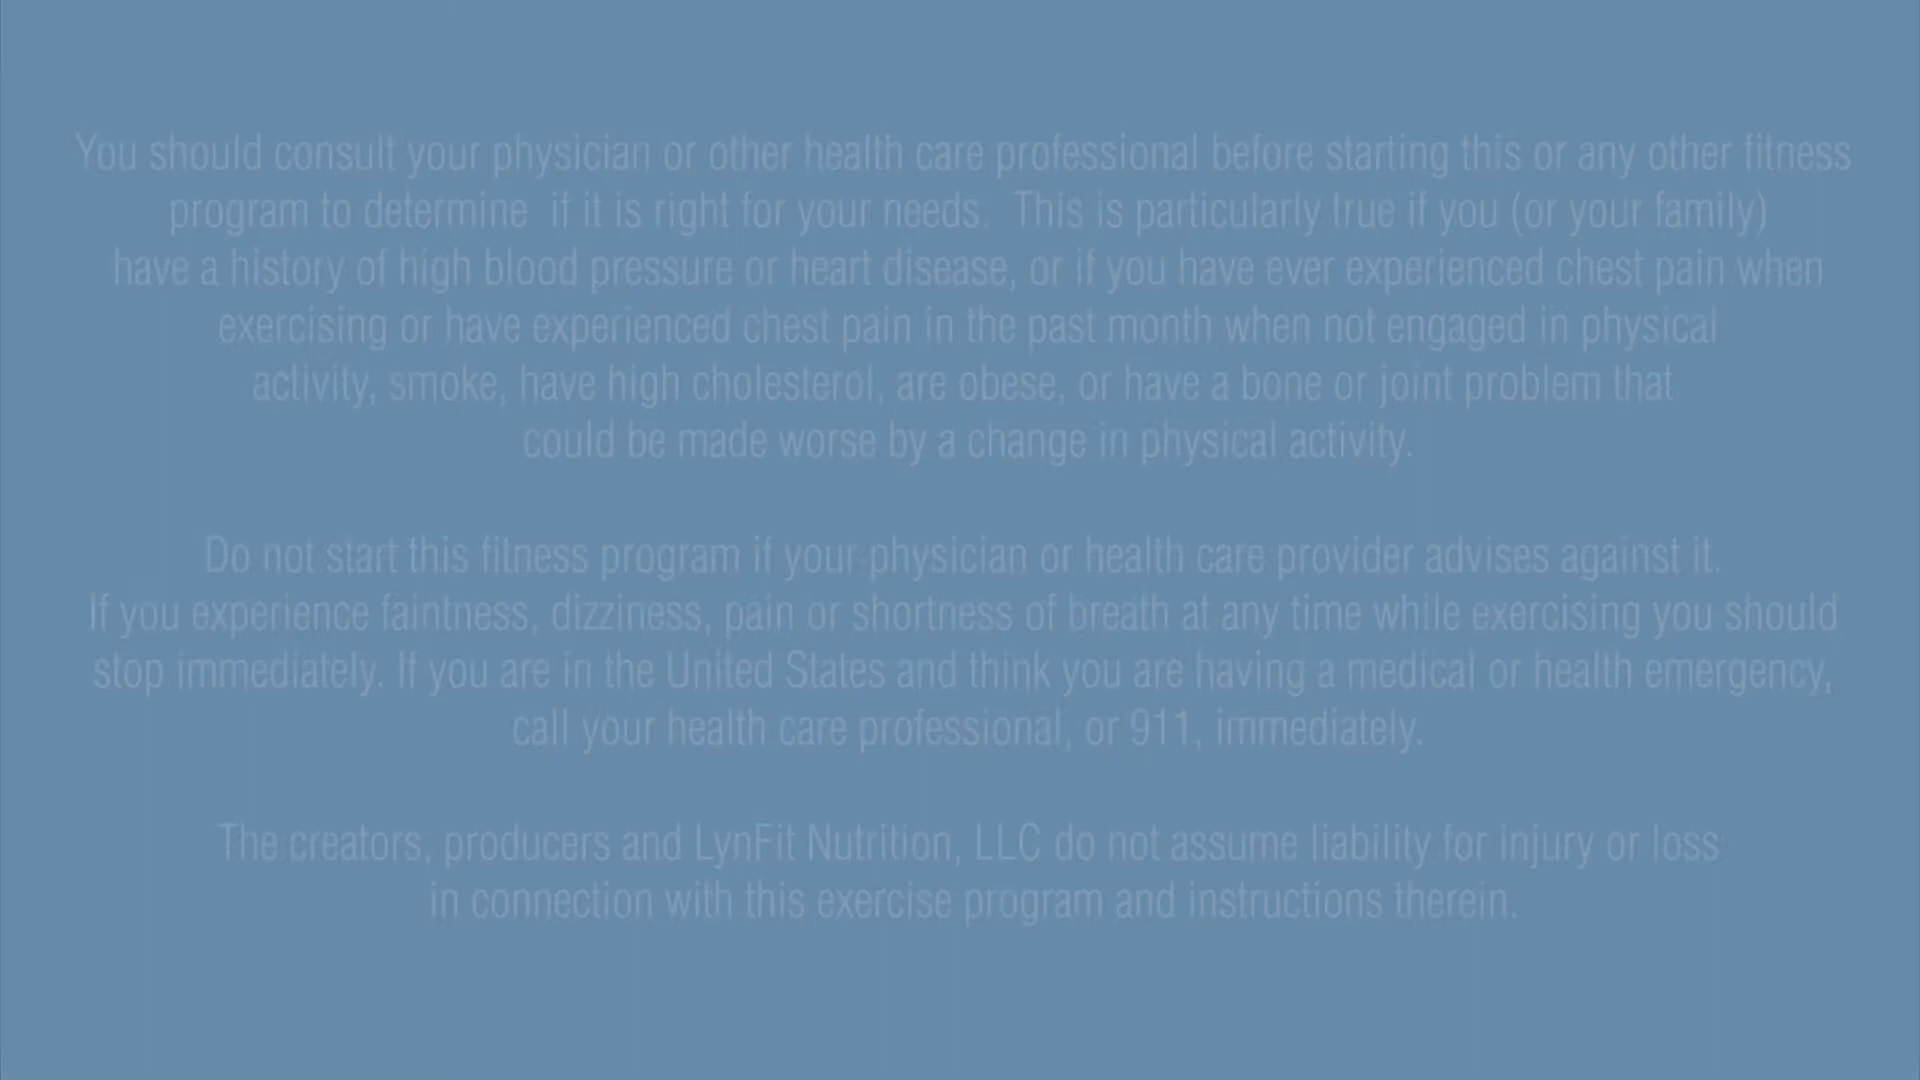 You should consult your physician or other health care professional before starting this or any other fitness
program to determine  if it is right for your needs.  This is particularly true if you (or your family)
have a history of high blood pressure or heart disease, or if you have ever experienced chest pain when
exercising or have experienced chest pain in the past month when not engaged in physical
activity, smoke, have high cholesterol, are obese, or have a bone or joint problem that
could be made worse by a change in physical activity.
Do not start this fitness program if your physician or health care provider advises against it.
If you experience faintness, dizziness, pain or shortness of breath at any time while exercising you should
stop immediately. If you are in the United States and think you are having a medical or health emergency,
call your health care professional, or 911, immediately.
The creators, producers and LynFit Nutrition, LLC do not assume liability for injury or loss
in connection with this exercise program and instructions therein.